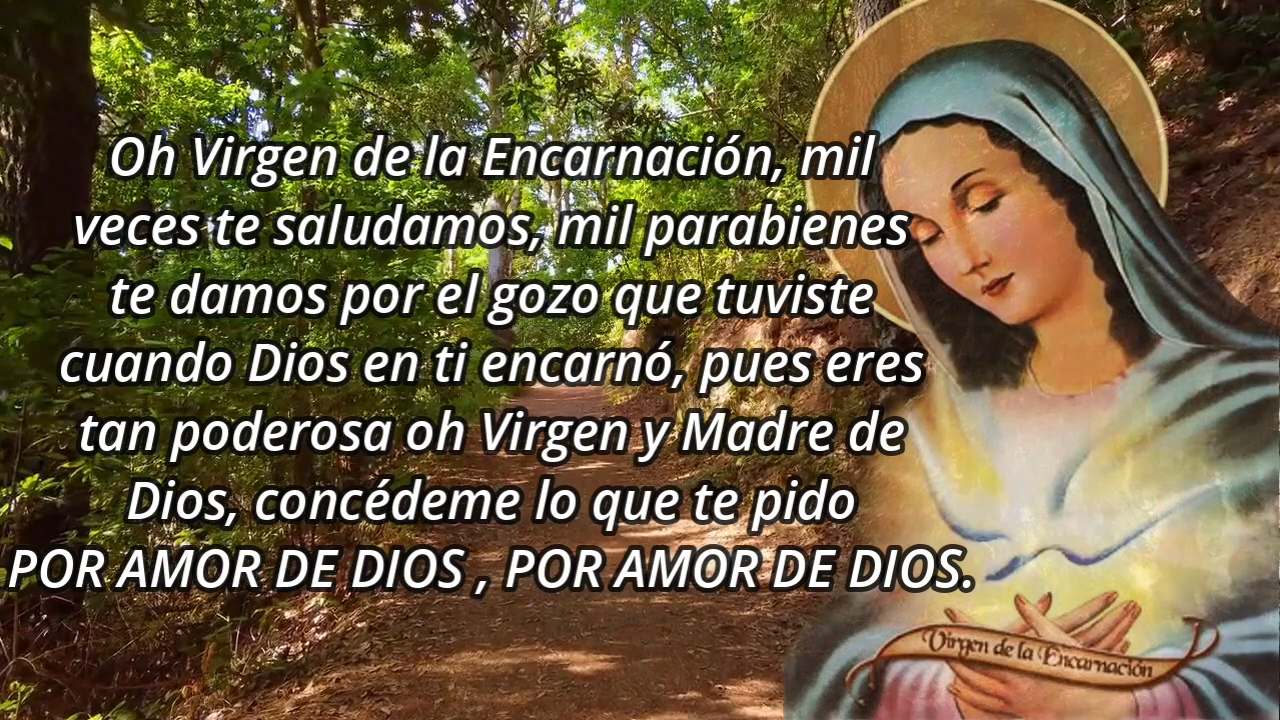 Oh Virgen de la Encarnación, mil
veces te saludamos, mil parabienes
te damos por el gozo que tuviste
cuando Dios en ti encarnó, pues eres
tan poderosa oh Virgen y Madre de
Dios, concédeme lo que te pido
POR AMOR DE DIOS , POR AMOR DE DIOS.
Virgen de la Encarnación